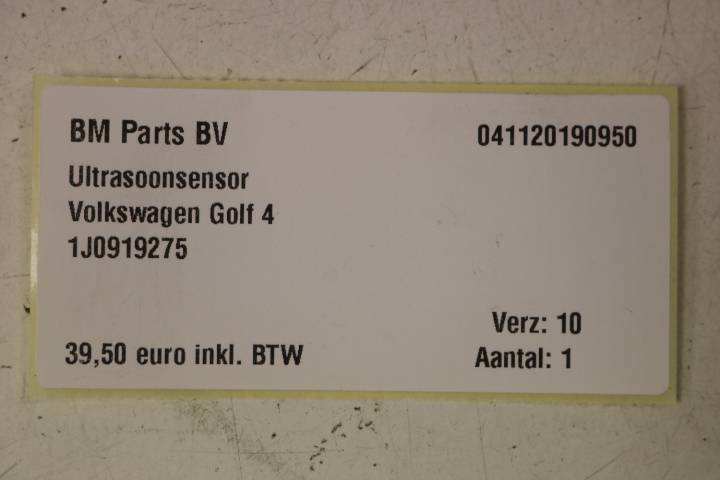 BM Parts BV 041120190950
Ultrasoonsensor
Volkswagen Golf 4
1J0919275
Verz: 10
39,50 euro inkl. BTW Aantal: 1